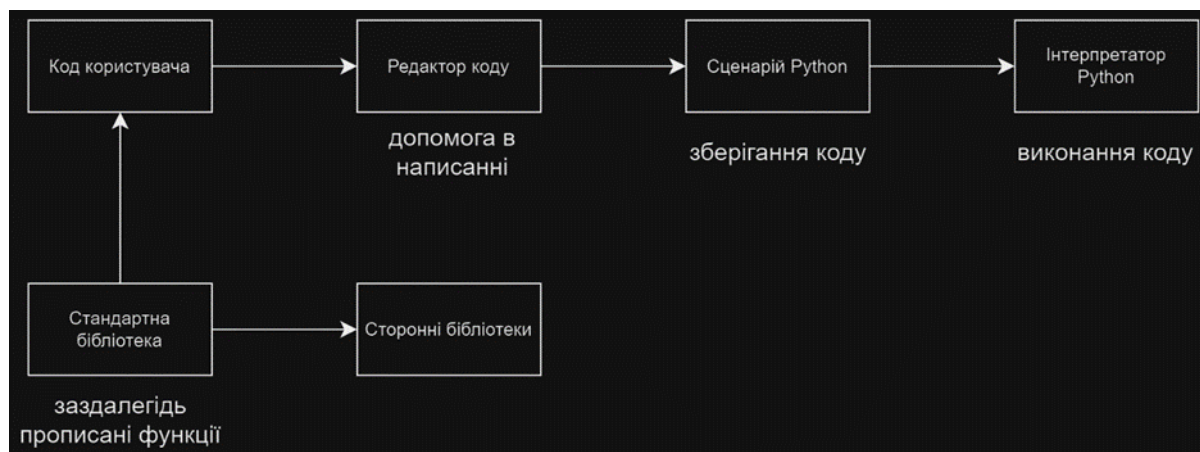 Код користувача
Редактор коду
Сценарій Python
Інтерпретатор
Python
допомога в
написанні
зберігання коду
виконання коду
Стандартна
бібліотека
Сторонні бібліотеки
заздалегідь
прописані функції